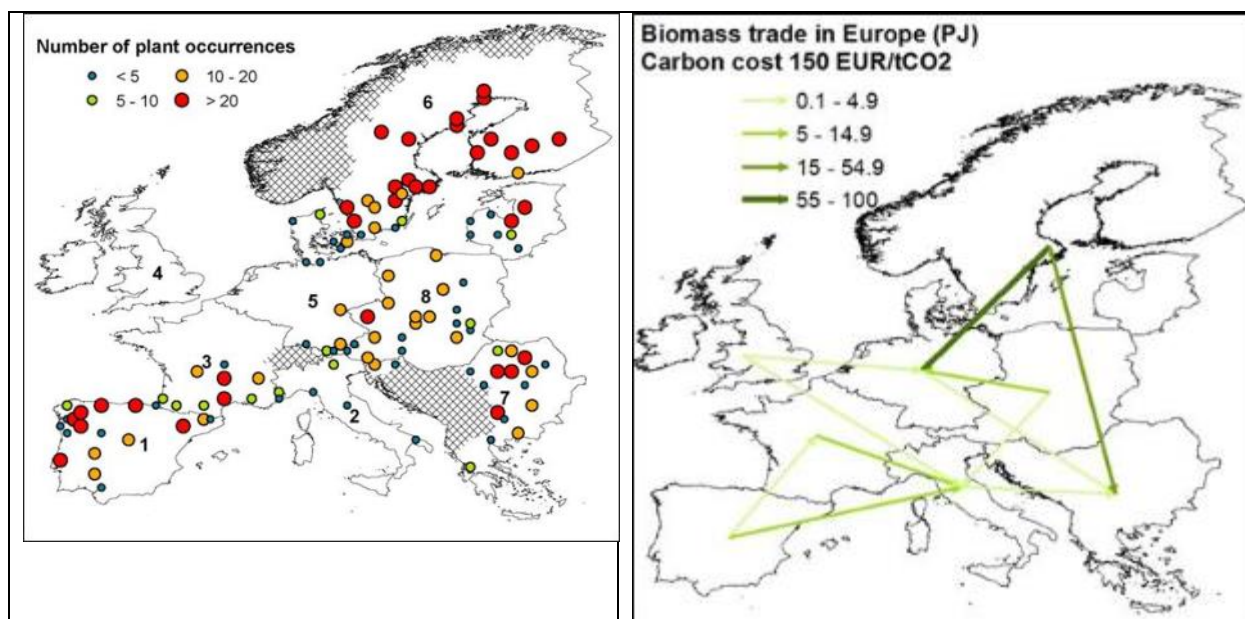 Number of plant occurrences
< 5
10 - 20
5 - 10
> 20
6
4
5
8
3
7
2
1
Biomass trade in Europe (PJ)
Carbon cost 150 EUR/tCO2
0.1 - 4.9
5 - 14.9
15 - 54.9
55 - 100